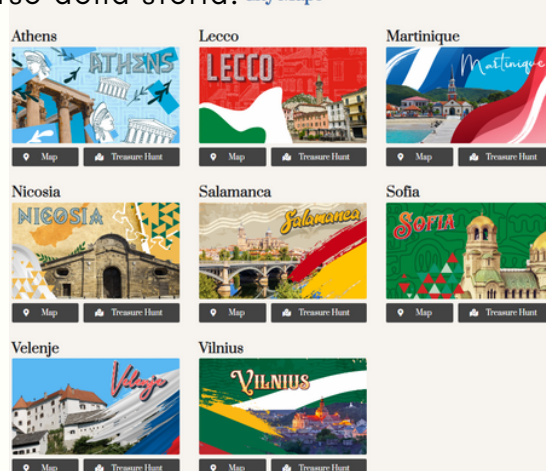 della storia.
Athens Lecco Martinique
ATHENS LECCO Martinique
Map Treasure Hunt Map Treasure Hunt Map Treasure Hunt
Nicosia Salamanca Sofia
NICOSIA Salamanca SOFIA
Map Treasure Hunt Map Treasure Hunt Map Treasure Hunt
Velenje Vilnius
Velenje VILNIUS
Map Treasure Hunt Map Treasure Hunt